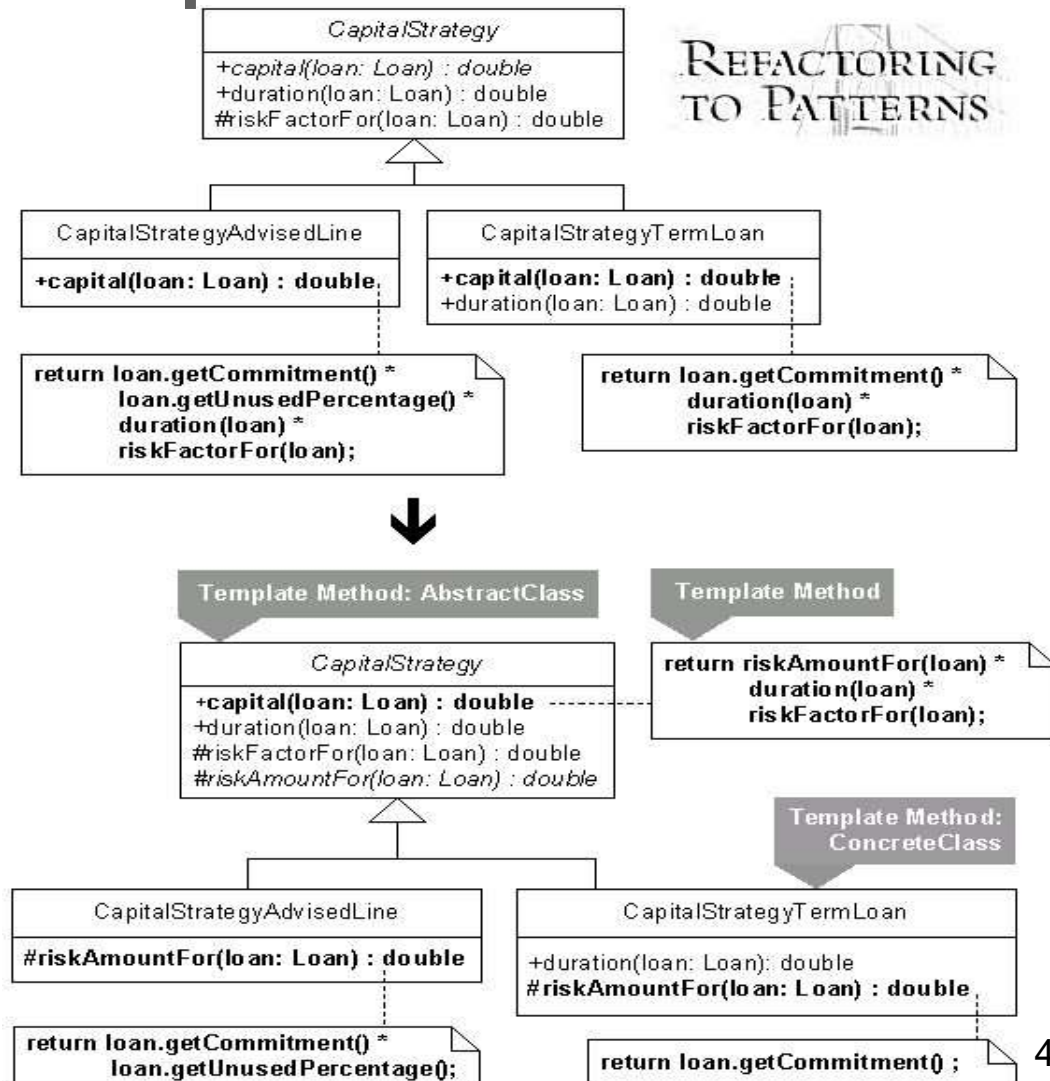 CapitalStrategy
+capital(loan: Loan) : double
+duration(loan: Loan) : double
#riskFactorFor(loan: Loan) : double
REFACTORING
TO PATTERNS
CapitalStrategyAdvisedLine
+capital(loan: Loan) : double
CapitalStrategyTermLoan
+capital(loan: Loan) : double
+duration(loan: Loan) : double
return loan.getCommitment() *
loan.getUnusedPercentage() *
duration(loan) *
riskFactorFor(loan);
return loan.getCommitment() *
duration(loan) *
riskFactorFor(loan);
Template Method: AbstractClass
Template Method
CapitalStrategy
+capital(loan: Loan) : double
+duration(loan: Loan) : double
#riskFactorFor(loan: Loan) : double
#riskAmountFor(loan: Loan) : double
return riskAmountFor(loan) *
duration(loan) *
riskFactorFor(loan);
Template Method:
ConcreteClass
CapitalStrategyAdvisedLine
#riskAmountFor(loan: Loan) : double
CapitalStrategyTermLoan
+duration(loan: Loan): double
#riskAmountFor(loan: Loan) : double
return loan.getCommitment() *
loan.getUnusedPercentage();
return loan.getCommitment() ;
4